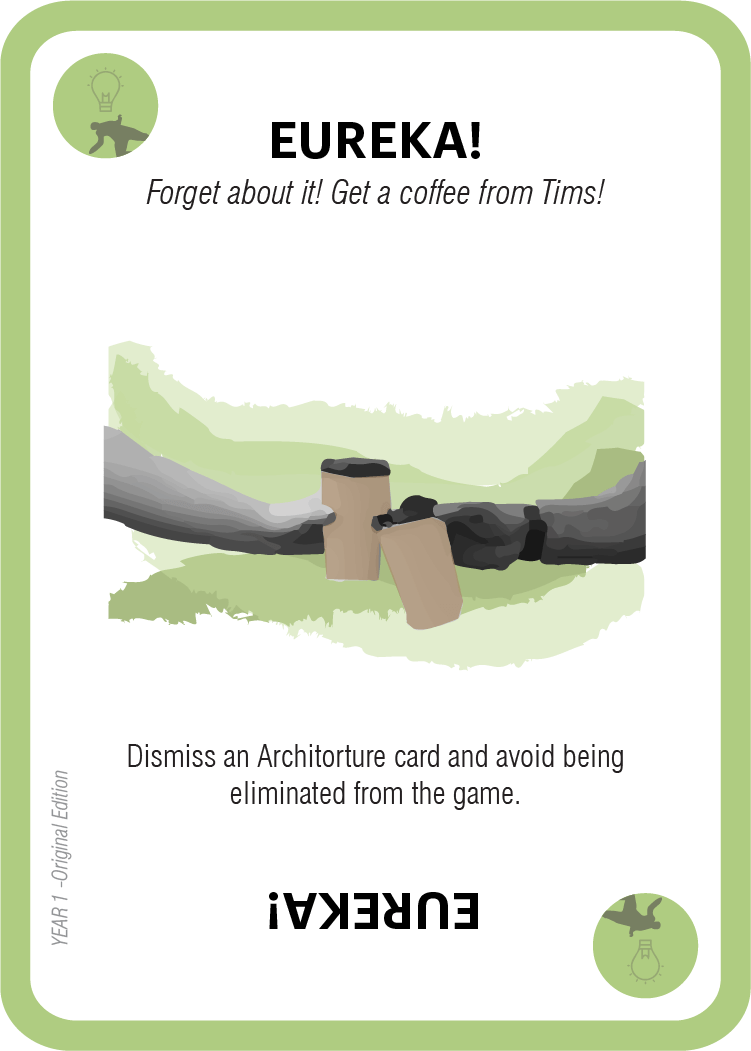 EUREKA!
Forget about it! Get a coffee from Tims!
Dismiss an Architorture card and avoid being
eliminated from the game.
YEAR 1 -Original Edition
EUREKA!